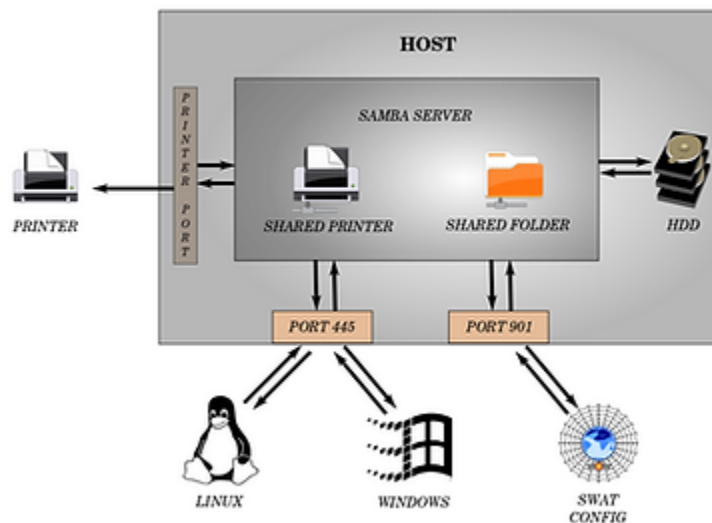 HOST
PRINTER PORT
SAMBA SERVER
PRINTER
SHARED PRINTER
SHARED FOLDER
HDD
PORT 445
PORT 901
LINUX
WINDOWS
SWAT
CONFIG